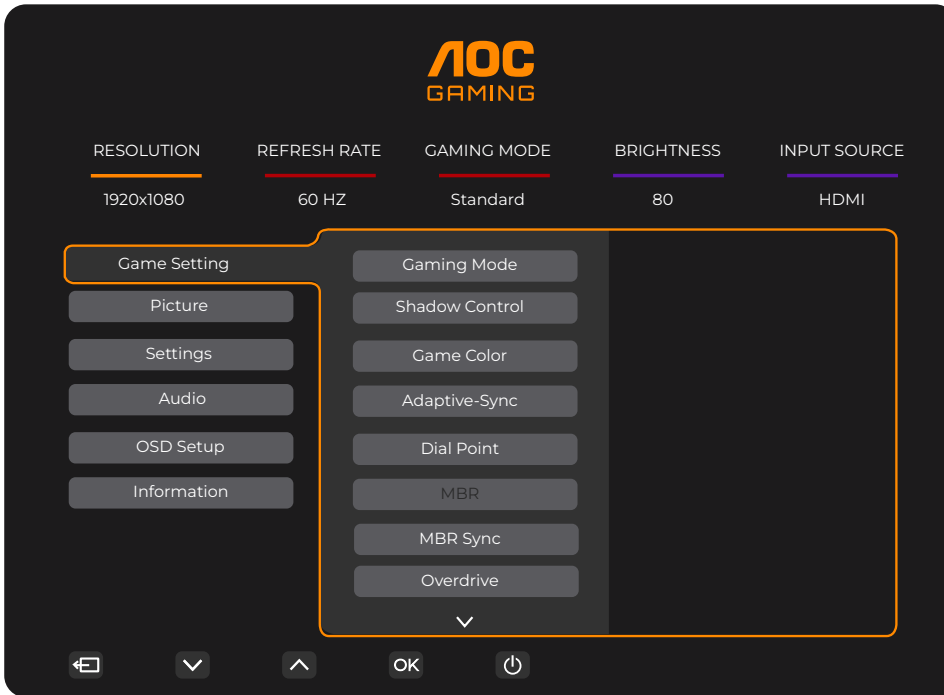 AOC
GAMING
RESOLUTION REFRESH RATE GAMING MODE BRIGHTNESS INPUT SOURCE
1920x1080 60 HZ Standard 80 HDMI
Game Setting
Picture
Settings
Audio
OSD Setup
Information
Gaming Mode
Shadow Control
Game Color
Adaptive-Sync
Dial Point
MBR
MBR Sync
Overdrive
OK